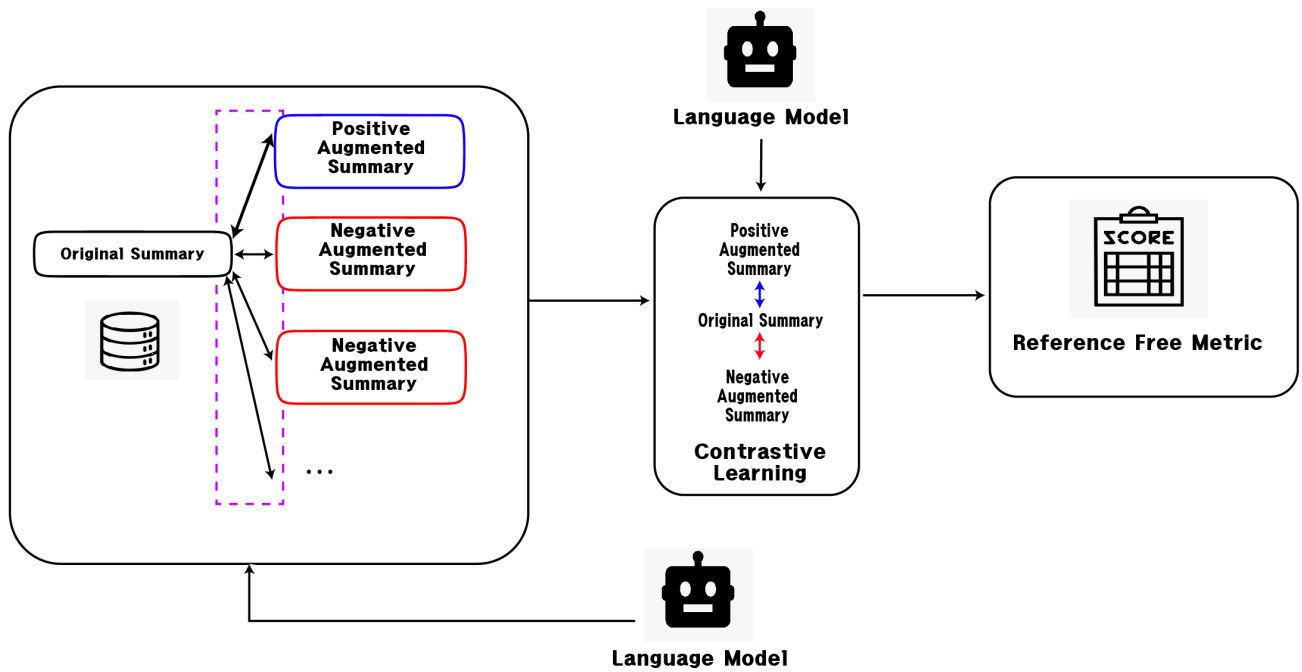 Positive
Augmented
Summary
Original Summary
Negative
Augmented
Summary
Negative
Augmented
Summary
...
Language Model
Positive
Augmented
Summary
Original Summary
Negative
Augmented
Summary
Contrastive
Learning
SCORE
Reference Free Metric
Language Model